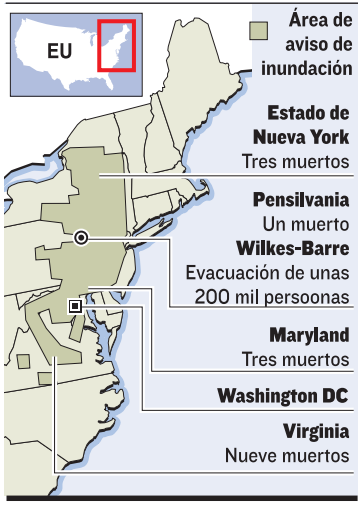 EU
Área de
aviso de
inundación
Estado de
Nueva York
Tres muertos
Pensilvania
Un muerto
Wilkes-Barre
Evacuación de unas
200 mil persoonas
Maryland
Tres muertos
Washington DC
Virginia
Nueve muertos